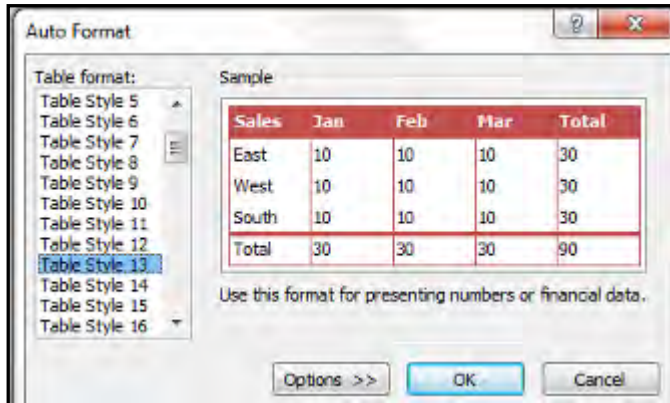 Auto Format
Table format:
Table Style 5
Table Style 6
Table Style 7
Table Style 8
Table Style 9
Table Style 10
Table Style 11
Table Style 12
Table Style 13
Table Style 14
Table Style 15
Table Style 16
Sample
Sales Jan Feb Mar Total
East 10 10 10 30
West 10 10 10 30
South 10 10 10 30
Total 30 30 30 90
Use this format for presenting numbers or financial data.
Options >> OK Cancel